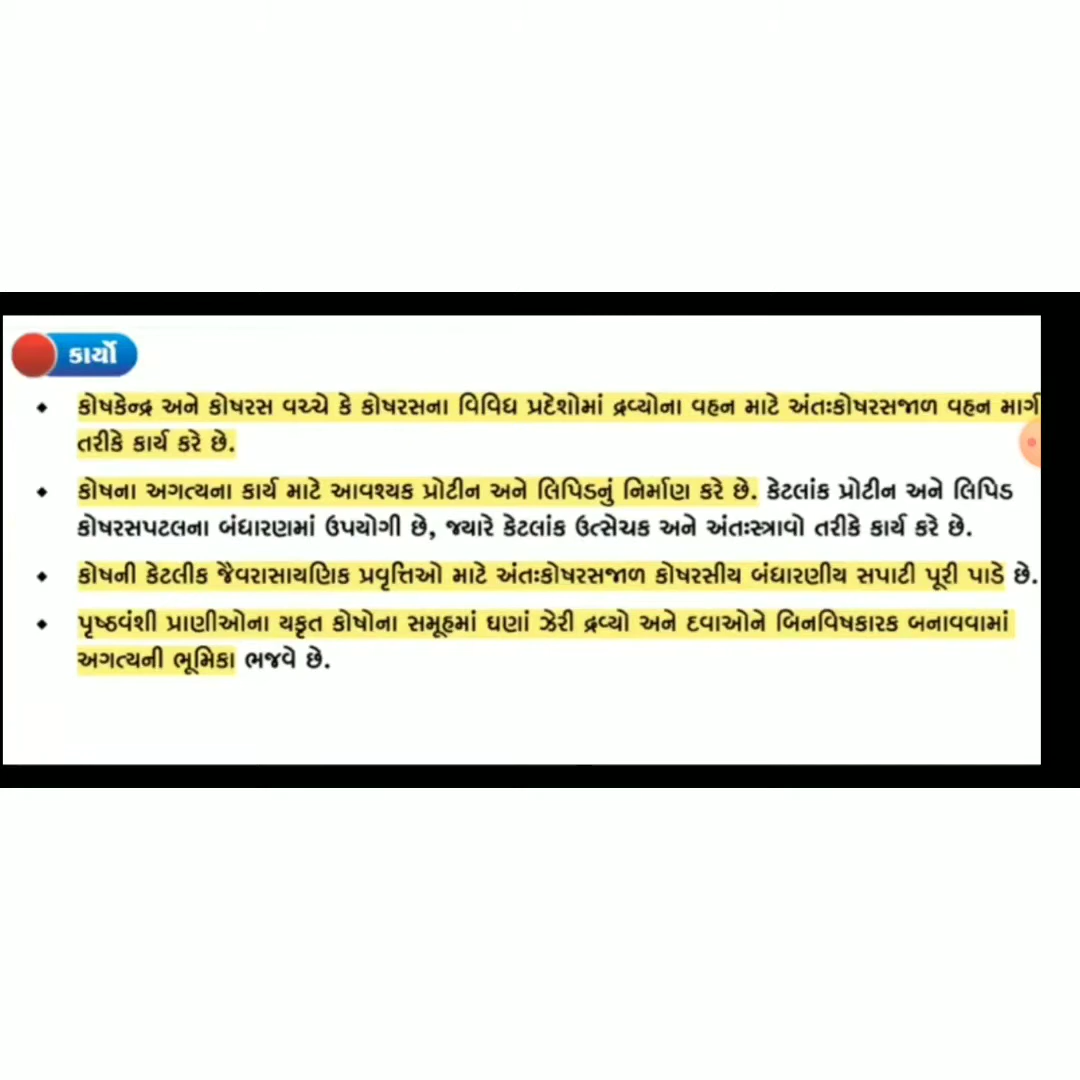 કાર્યો
કોષકેન્દ્ર અને કોષરસ વચ્ચે કે કોષરસના વિવિધ પ્રદેશોમાં દ્રવ્યોના વહન માટે અંતઃકોષરસજાળ વહન માર્ગ
તરીકે કાર્ય કરે છે.
કોષના અગત્યના કાર્ય માટે આવશ્યક પ્રોટીન અને લિપિડનું નિર્માણ કરે છે. કેટલાંક પ્રોટીન અને લિપિડ
કોષરસપટલના બંધારણમાં ઉપયોગી છે, જ્યારે કેટલાંક ઉત્સેચક અને અંતઃસ્ત્રાવો તરીકે કાર્ય કરે છે.
કોષની કેટલીક જૈવરાસાયણિક પ્રવૃત્તિઓ માટે અંતઃકોષરસજાળ કોષરસીય બંધારણીય સપાટી પૂરી પાડે છે.
પૃષ્ઠવંશી પ્રાણીઓના યકૃત કોષોના સમૂહમાં ઘણાં ઝેરી દ્રવ્યો અને દવાઓને બિનવિષકારક બનાવવામાં
અગત્યની ભૂમિકા ભજવે છે.